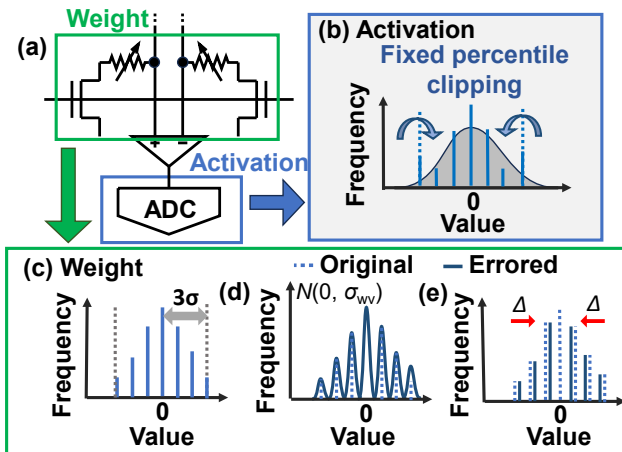 Weight
(a)
+ −
Activation
ADC
(b) Activation
Fixed percentile
clipping
Frequency
0
Value
(c) Weight
Original
Errored
3σ
Frequency
0
Value
(d)
N(0, σwv)
Frequency
0
Value
(e)
Δ
Δ
Frequency
0
Value